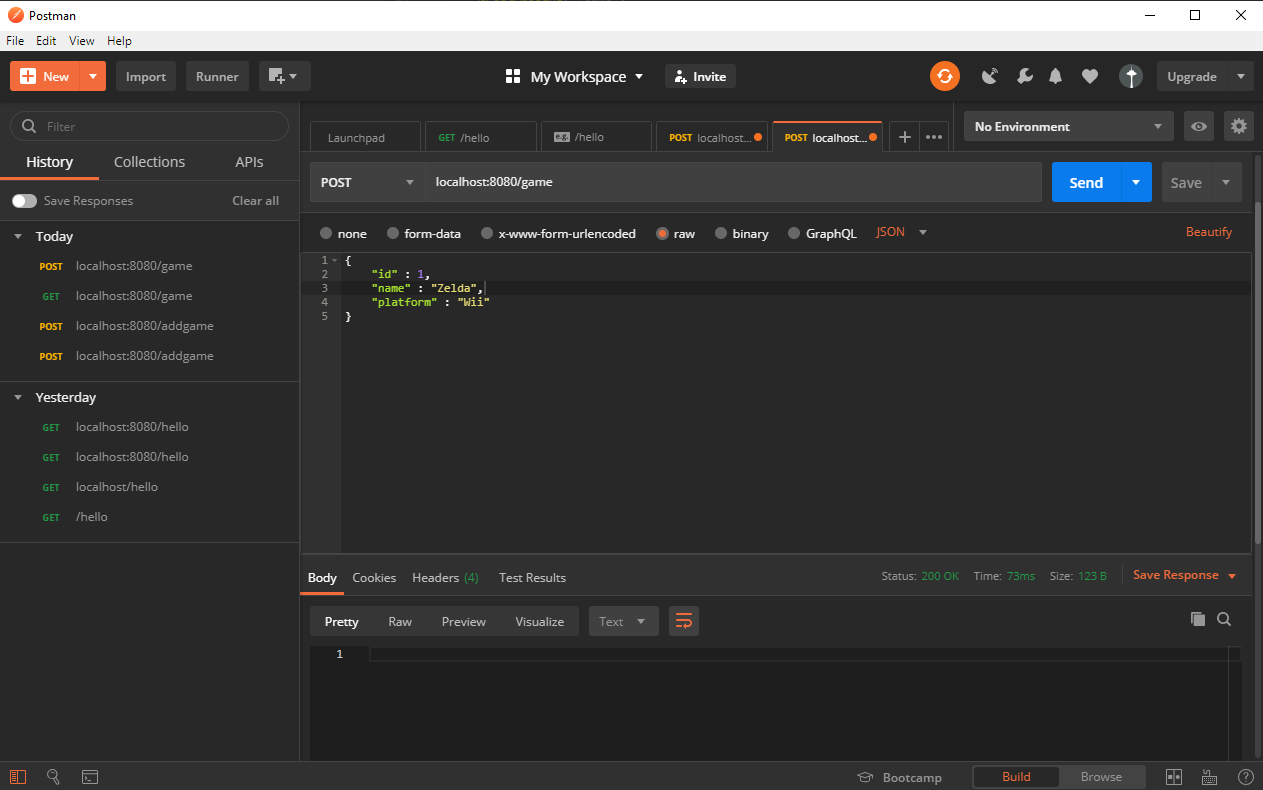 Postman
File Edit View Help
New Import Runner My Workspace Invite Upgrade
Filter
History Collections APIs
Save Responses Clear all
Today
POST localhost:8080/game
GET localhost:8080/game
POST localhost:8080/addgame
POST localhost:8080/addgame
Yesterday
GET localhost:8080/hello
GET localhost:8080/hello
GET localhost/hello
GET /hello
Launchpad GET /hello e.g. /hello POST localhost... POST localhost... + ••• No Environment
POST localhost:8080/game Send Save
none form-data x-www-form-urlencoded raw binary GraphQL JSON Beautify
1 {
2 "id" : 1,
3 "name" : "Zelda",
4 "platform" : "Wii"
5 }
Body Cookies Headers (4) Test Results Status: 200 OK Time: 73ms Size: 123 B Save Response
Pretty Raw Preview Visualize Text
1
Bootcamp Build Browse